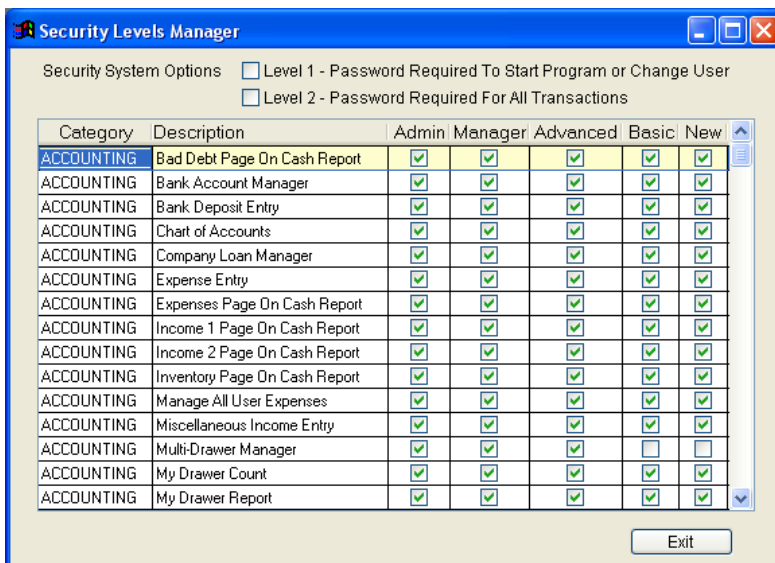 Security Levels Manager
Security System Options Level 1 - Password Required To Start Program or Change User
Level 2 - Password Required For All Transactions
Category Description Admin Manager Advanced Basic New
ACCOUNTING Bad Debt Page On Cash Report
ACCOUNTING Bank Account Manager
ACCOUNTING Bank Deposit Entry
ACCOUNTING Chart of Accounts
ACCOUNTING Company Loan Manager
ACCOUNTING Expense Entry
ACCOUNTING Expenses Page On Cash Report
ACCOUNTING Income 1 Page On Cash Report
ACCOUNTING Income 2 Page On Cash Report
ACCOUNTING Inventory Page On Cash Report
ACCOUNTING Manage All User Expenses
ACCOUNTING Miscellaneous Income Entry
ACCOUNTING Multi-Drawer Manager
ACCOUNTING My Drawer Count
ACCOUNTING My Drawer Report
Exit